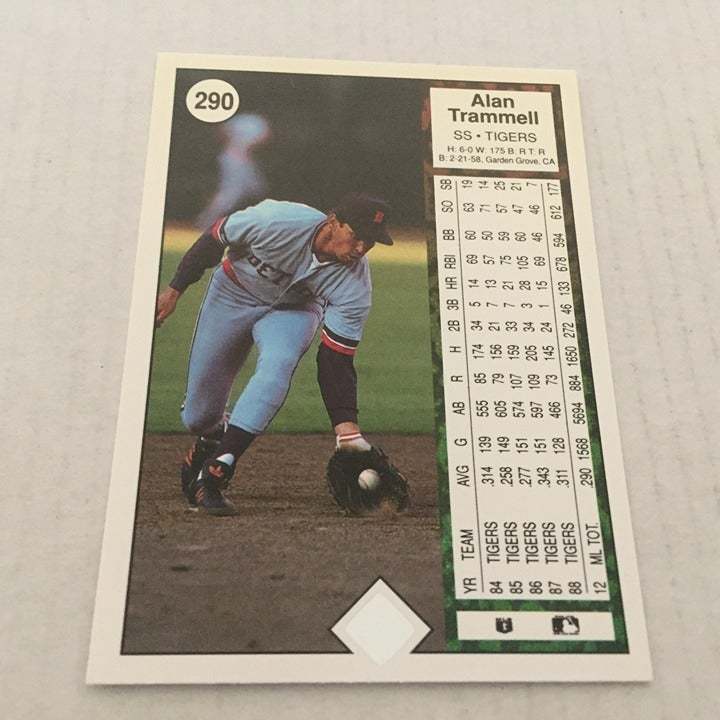 290
Alan
Trammell
SS • TIGERS
H: 6-0 W: 175 B: R T: R
B: 2-21-58, Garden Grove, CA
YR TEAM AVG G AB R H 2B 3B HR RBI BB SO SB
84 TIGERS .314 139 555 85 174 34 5 14 69 60 63 19
85 TIGERS .258 149 605 79 156 21 7 13 57 50 71 14
86 TIGERS .277 151 574 107 159 33 7 21 75 59 57 25
87 TIGERS .343 151 597 109 205 34 3 28 105 60 47 21
88 TIGERS .311 128 466 73 145 24 1 15 69 46 46 7
12 ML TOT. .290 1568 5694 884 1650 272 46 133 678 594 612 177
DET